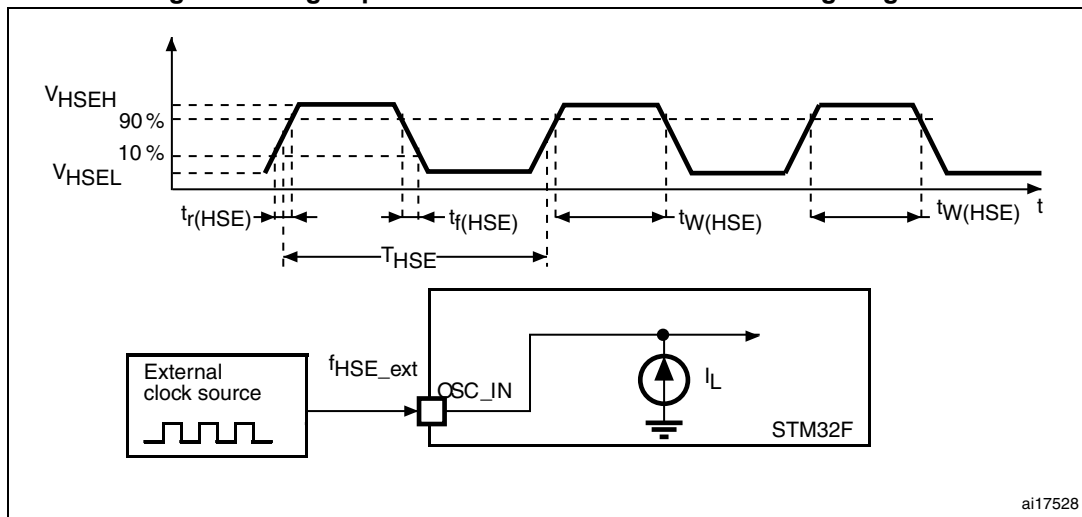 VHSEH
90 %
10 %
VHSEL
tr(HSE)
tf(HSE)
tW(HSE)
tW(HSE)
t
THSE
External
clock source
fHSE_ext
OSC_IN
IL
STM32F
ai17528